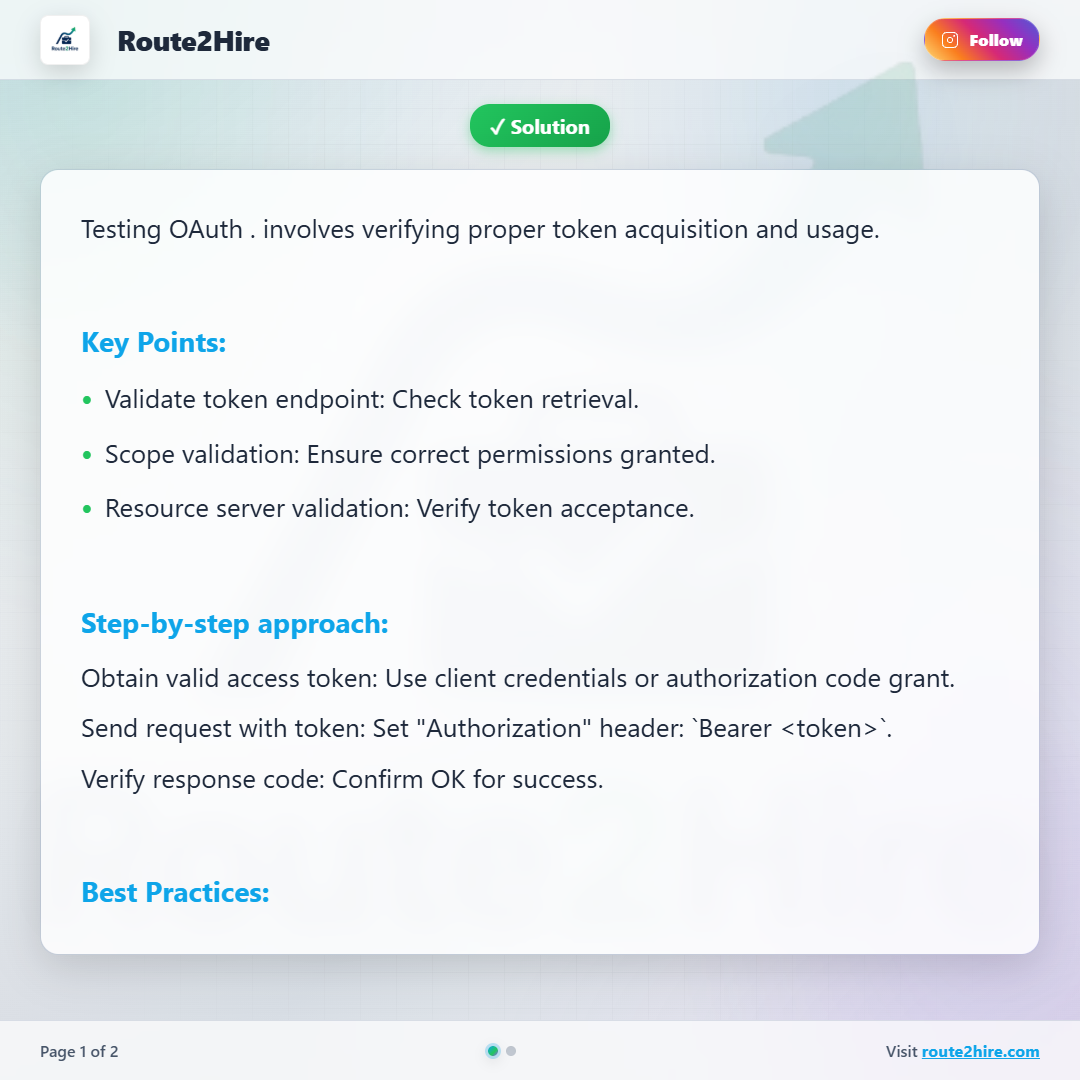 Route2Hire
Route2Hire
Follow
✓ Solution
Testing OAuth . involves verifying proper token acquisition and usage.
Key Points:
• Validate token endpoint: Check token retrieval.
• Scope validation: Ensure correct permissions granted.
• Resource server validation: Verify token acceptance.
Step-by-step approach:
Obtain valid access token: Use client credentials or authorization code grant.
Send request with token: Set "Authorization" header: `Bearer <token>`.
Verify response code: Confirm OK for success.
Best Practices:
Page 1 of 2
Visit route2hire.com